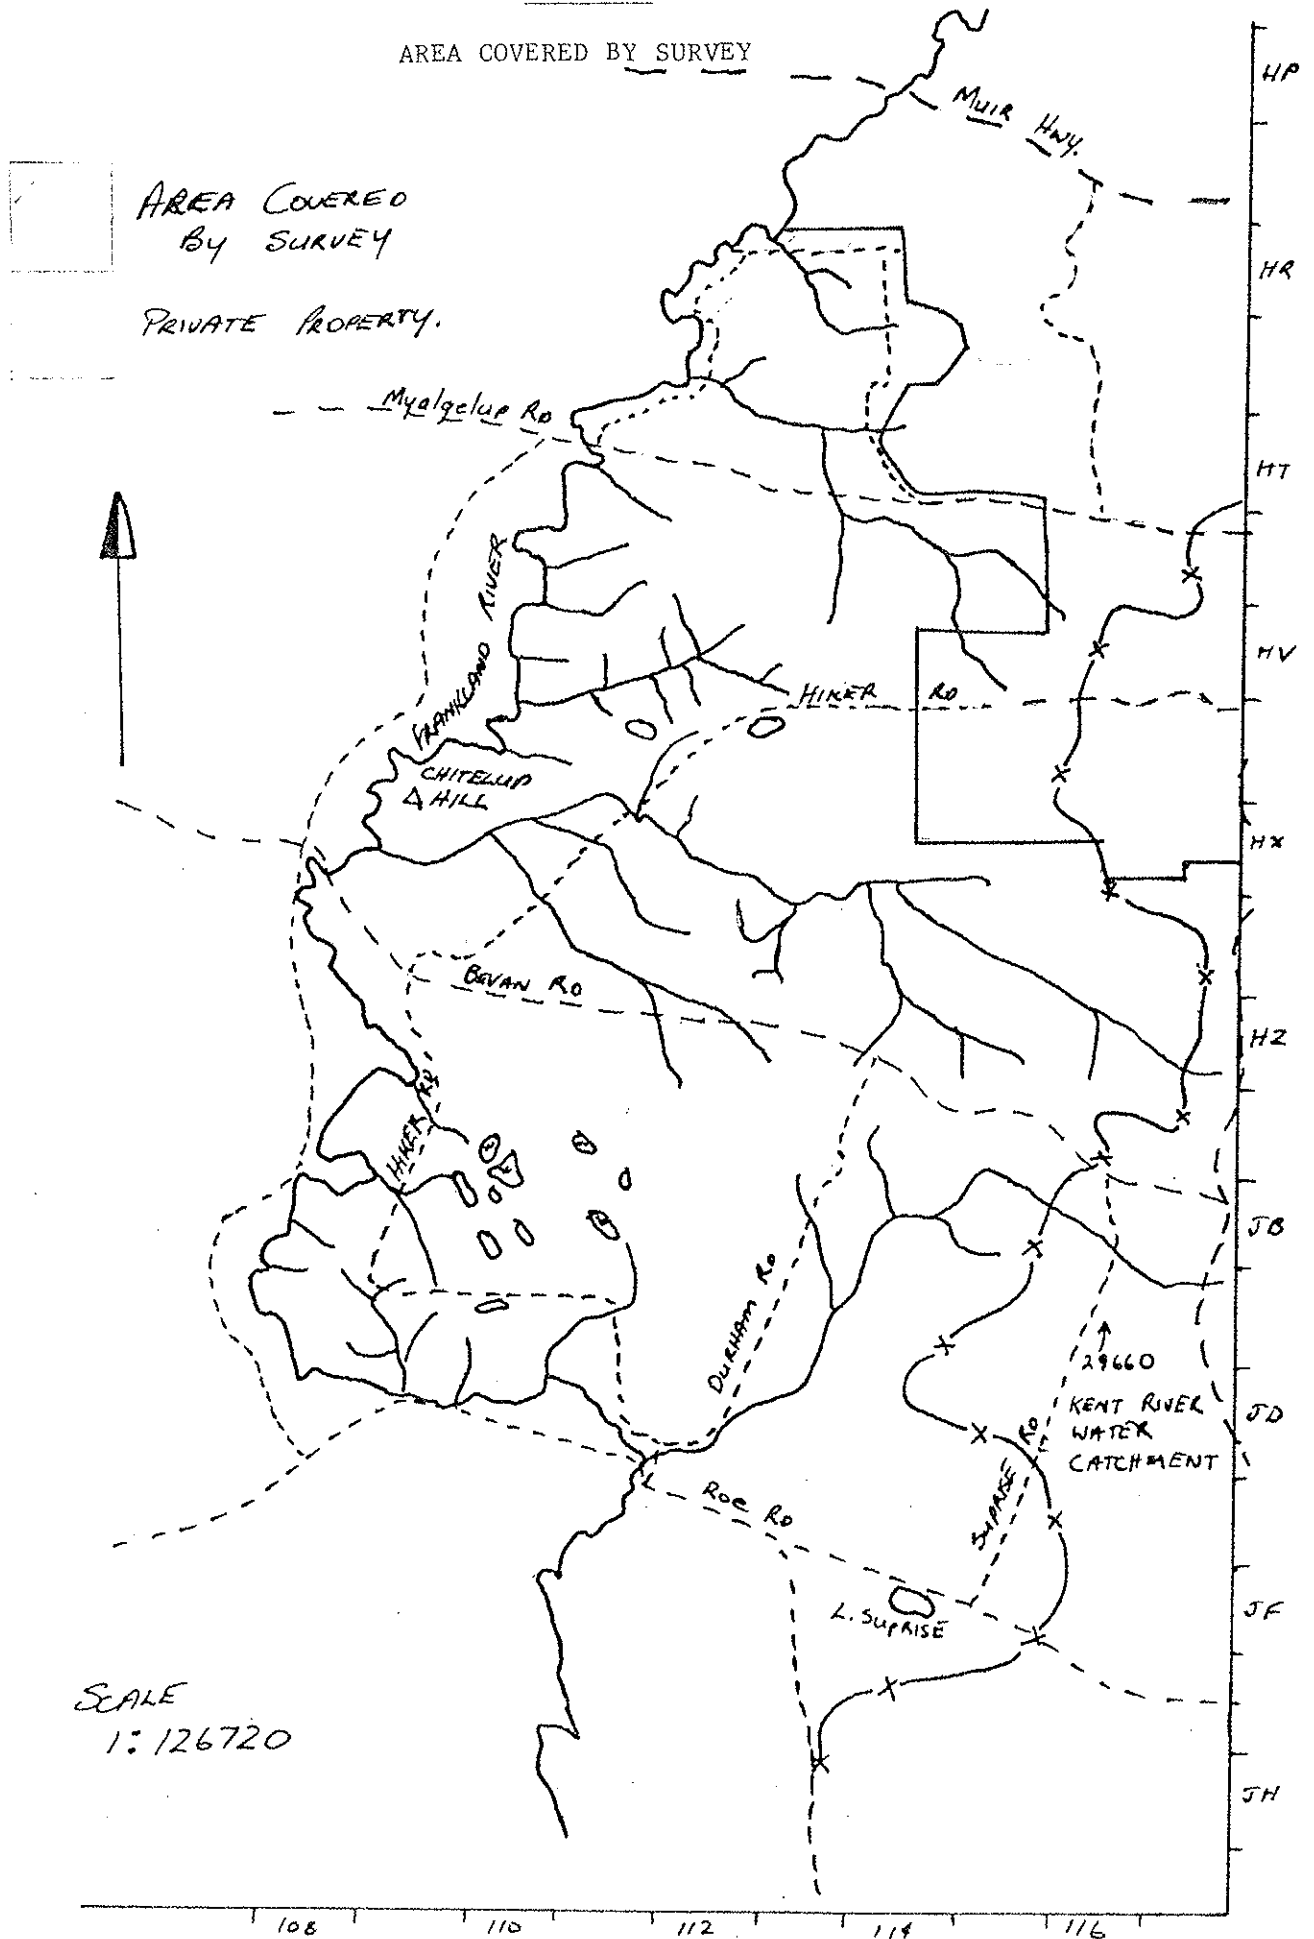 AREA COVERED BY SURVEY
HP
MUIR HWY.
AREA COVERED
BY SURVEY
HR
PRIVATE PROPERTY.
Myalgelup RD
HT
FRANKLAND RIVER
HV
HIKER RD
CHITELUP
HILL
HX
BEVAN RD
HZ
HIKER RD
JB
DURHAM RD
29660
KENT RIVER
WATER
CATCHMENT
JD
SUPRISE RD
ROE RD
L. SUPRISE
JF
SCALE
1:126720
JH
108 110 112 114 116